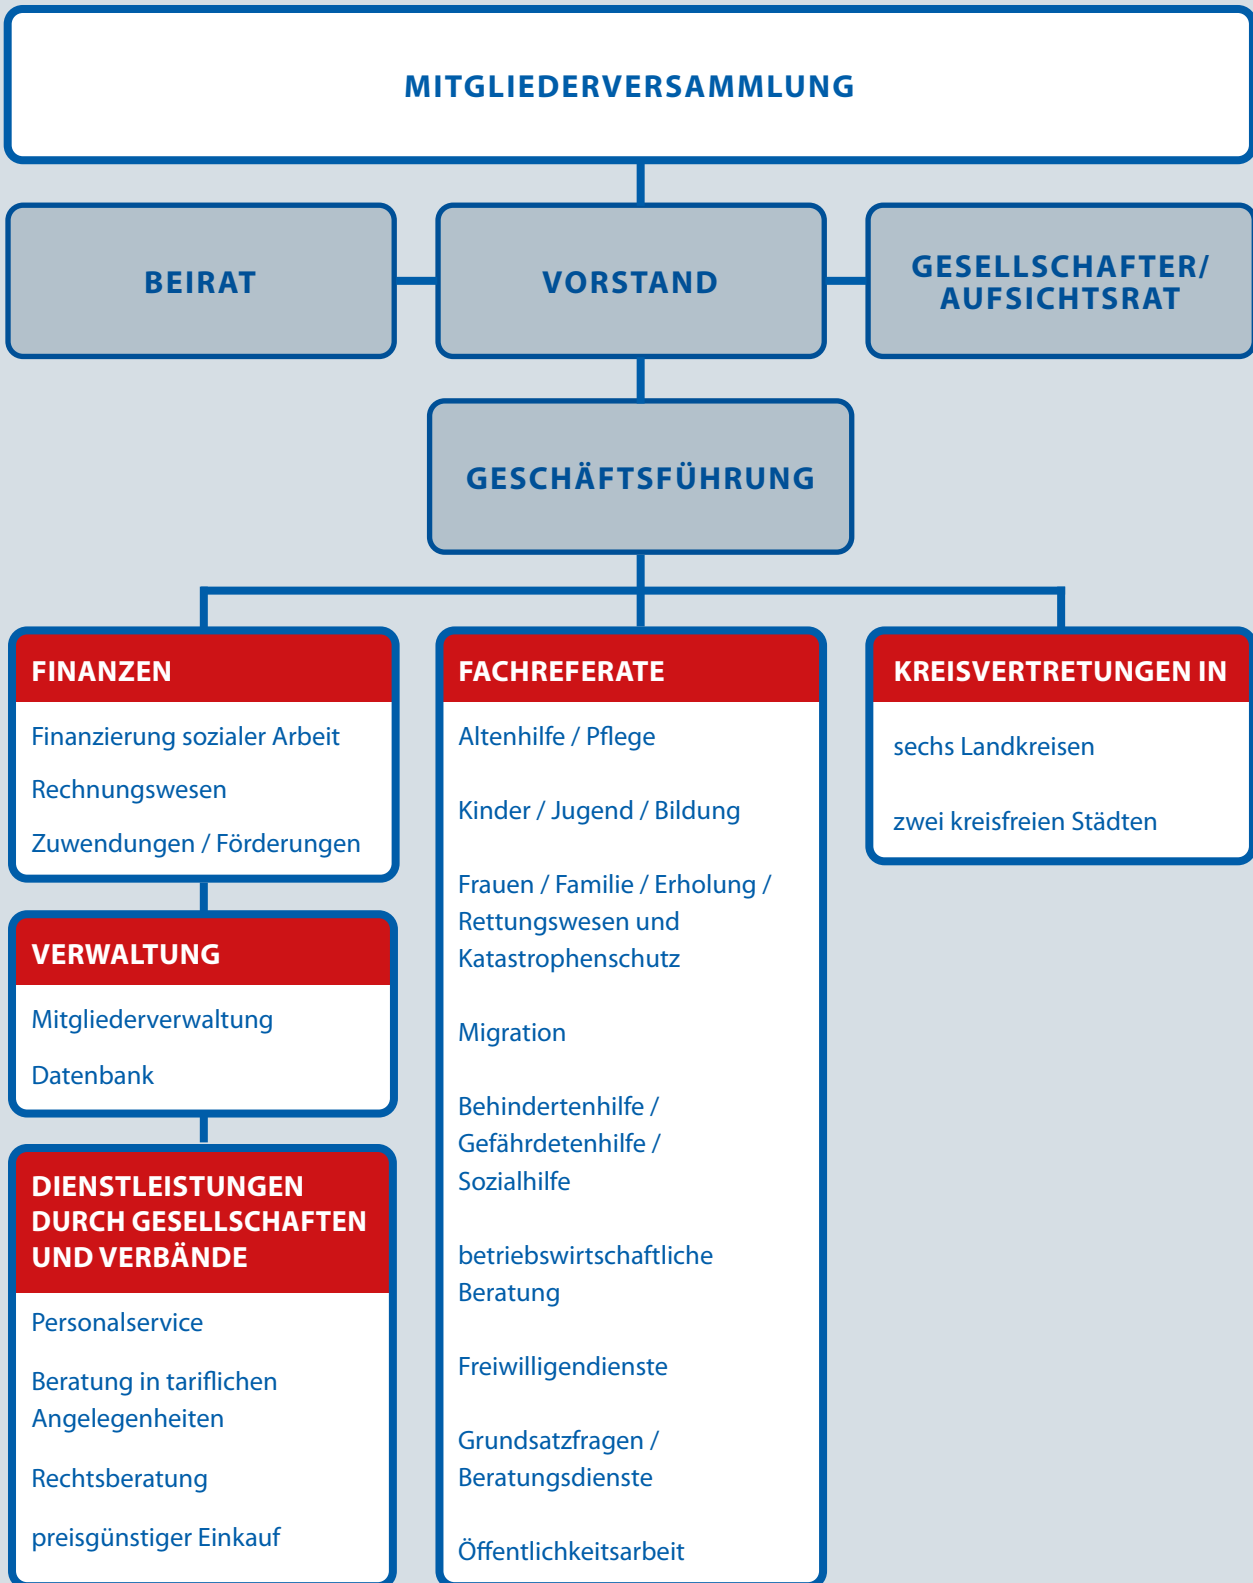 MITGLIEDERVERSAMMLUNG
BEIRAT
VORSTAND
GESELLSCHAFTER/
AUFSICHTSRAT
GESCHÄFTSFÜHRUNG
FINANZEN
Finanzierung sozialer Arbeit
Rechnungswesen
Zuwendungen / Förderungen
VERWALTUNG
Mitgliederverwaltung
Datenbank
DIENSTLEISTUNGEN
DURCH GESELLSCHAFTEN
UND VERBÄNDE
Personalservice
Beratung in tariflichen
Angelegenheiten
Rechtsberatung
preisgünstiger Einkauf
FACHREFERATE
Altenhilfe / Pflege
Kinder / Jugend / Bildung
Frauen / Familie / Erholung /
Rettungswesen und
Katastrophenschutz
Migration
Behindertenhilfe /
Gefährdetenhilfe /
Sozialhilfe
betriebswirtschaftliche
Beratung
Freiwilligendienste
Grundsatzfragen /
Beratungsdienste
Öffentlichkeitsarbeit
KREISVERTRETUNGEN IN
sechs Landkreisen
zwei kreisfreien Städten